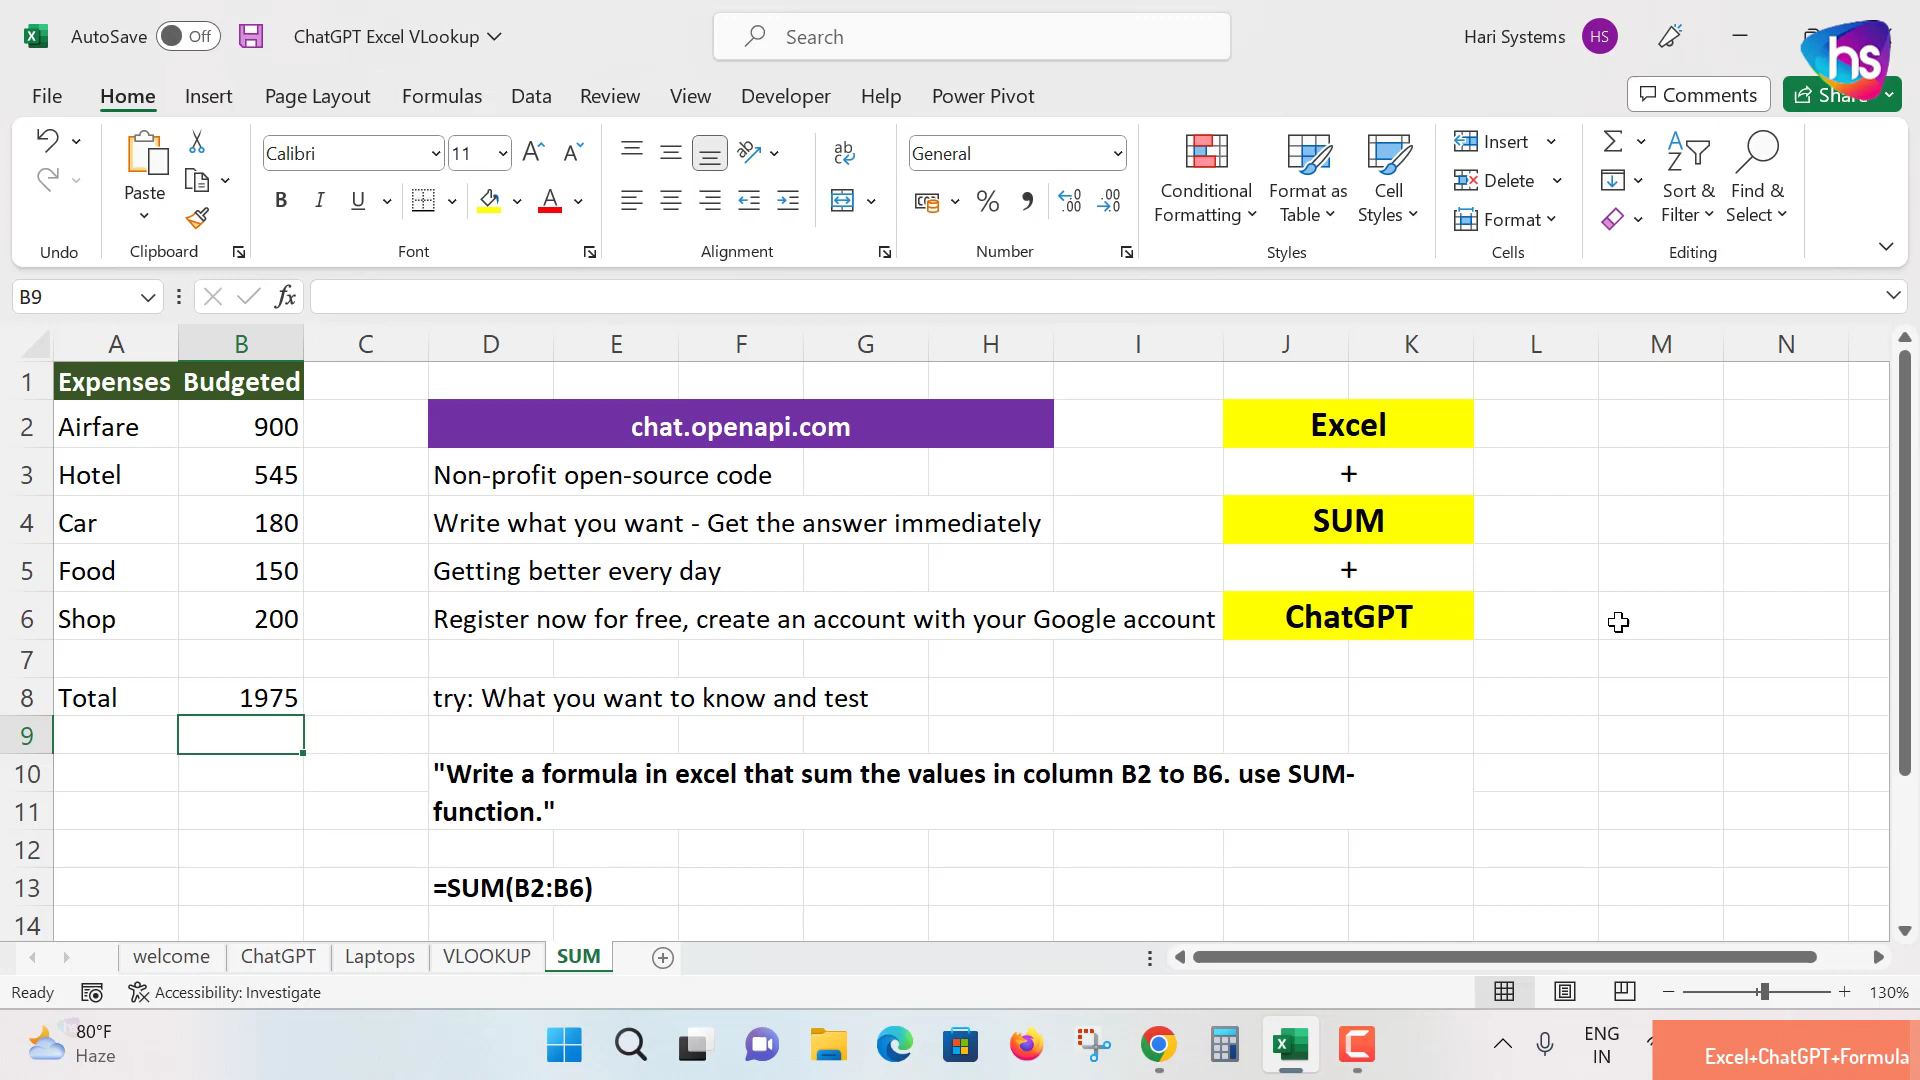 AutoSave Off ChatGPT Excel VLookup Search Hari Systems HS hs
File Home Insert Page Layout Formulas Data Review View Developer Help Power Pivot Comments Share
Paste Calibri 11 General Conditional Formatting Format as Table Cell Styles Insert Delete Format Sort & Filter Find & Select
Undo Clipboard Font Alignment Number Styles Cells Editing
B9 fx
A B C D E F G H I J K L M N
1 Expenses Budgeted
2 Airfare 900 chat.openapi.com Excel
3 Hotel 545 Non-profit open-source code +
4 Car 180 Write what you want - Get the answer immediately SUM
5 Food 150 Getting better every day +
6 Shop 200 Register now for free, create an account with your Google account ChatGPT
7
8 Total 1975 try: What you want to know and test
9
10 "Write a formula in excel that sum the values in column B2 to B6. use SUM-
11 function."
12
13 =SUM(B2:B6)
14
welcome ChatGPT Laptops VLOOKUP SUM
Ready Accessibility: Investigate 130%
80°F ENG
Haze IN Excel+ChatGPT+Formula